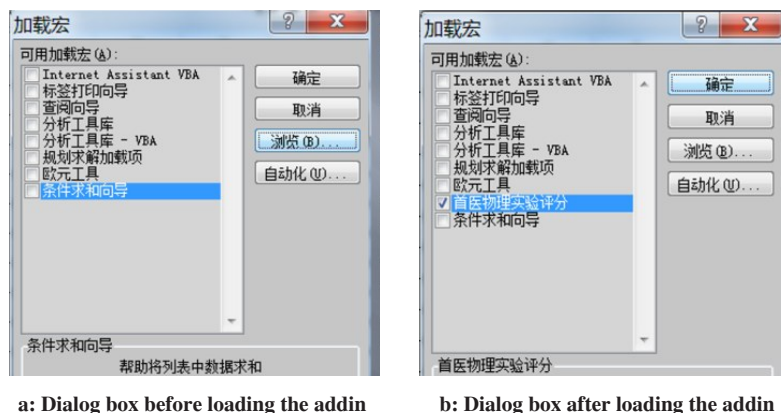 加载宏
可用加载宏(A):
Internet Assistant VBA
标签打印向导
查阅向导
分析工具库
分析工具库 - VBA
规划求解加载项
欧元工具
条件求和向导
确定
取消
浏览(B)...
自动化(U)...
条件求和向导
帮助将列表中数据求和
a: Dialog box before loading the addin
加载宏
可用加载宏(A):
Internet Assistant VBA
标签打印向导
查阅向导
分析工具库
分析工具库 - VBA
规划求解加载项
欧元工具
首医物理实验评分
条件求和向导
确定
取消
浏览(B)...
自动化(U)...
首医物理实验评分
b: Dialog box after loading the addin